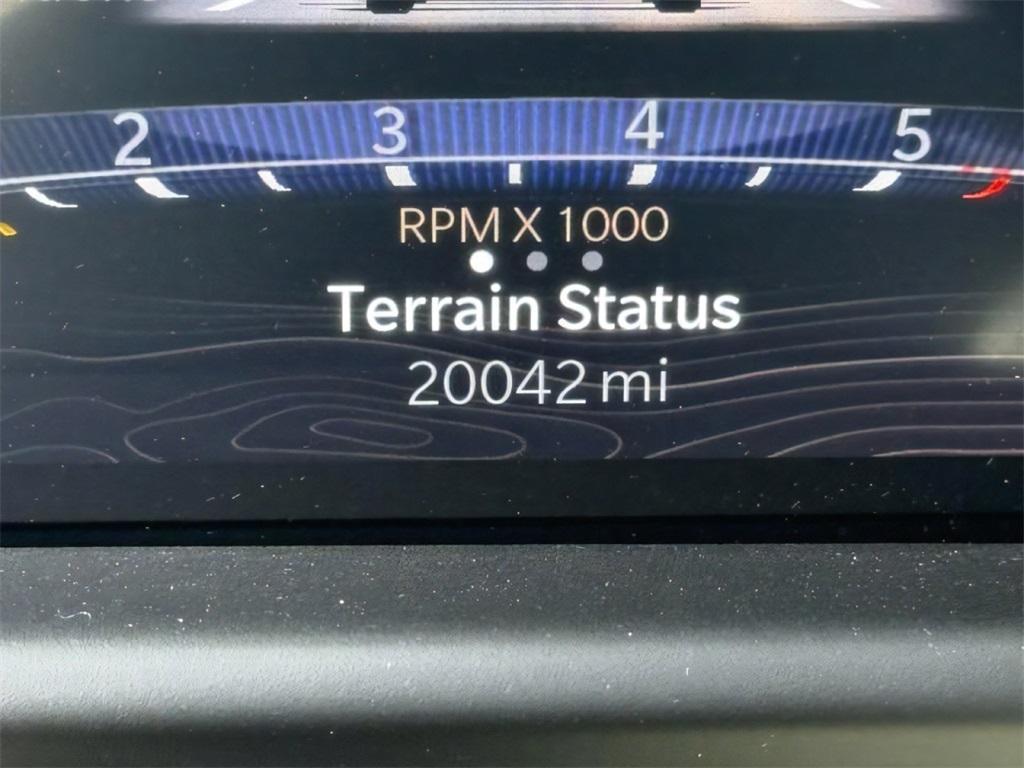 2 3 4 5
RPM X 1000
Terrain Status
20042 mi